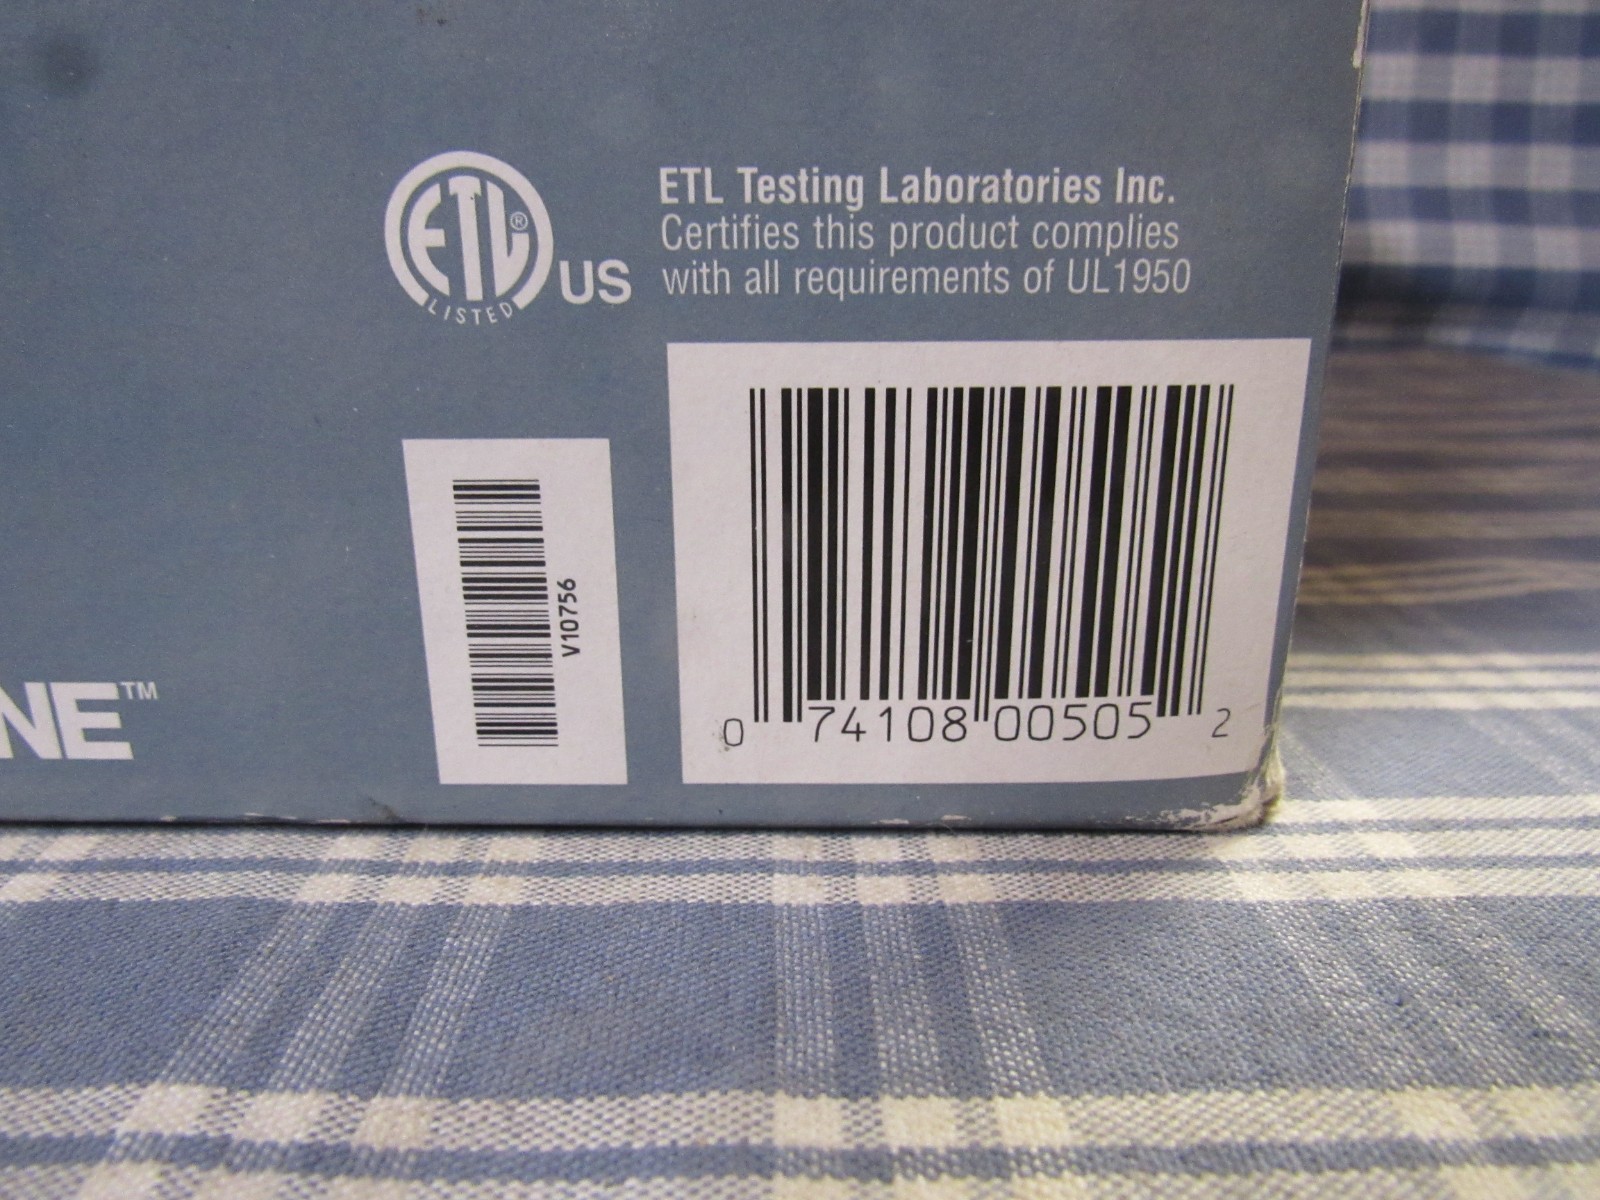 ETL®
LISTED
US
ETL Testing Laboratories Inc.
Certifies this product complies
with all requirements of UL1950
V10756
NE™
0 74108 00505 2